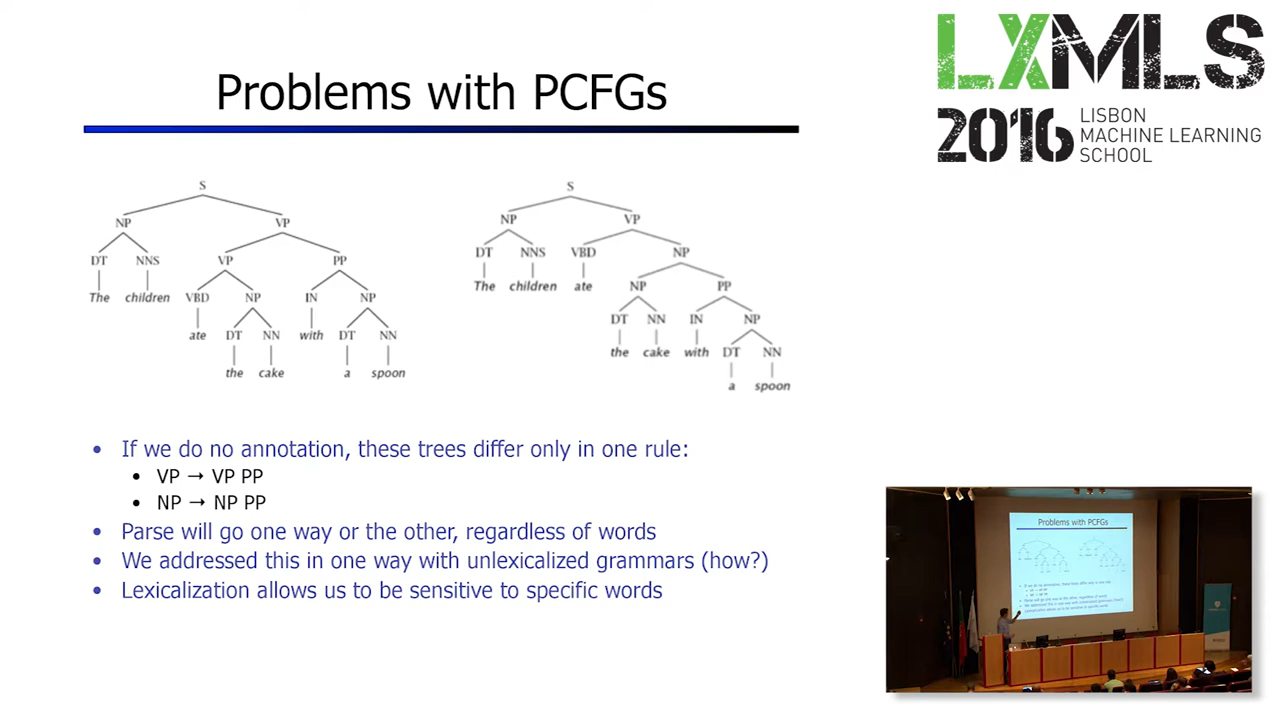 LXMLS
2016 LISBON
MACHINE LEARNING
SCHOOL
Problems with PCFGs
S
NP VP
DT NNS VP PP
The children VBD NP IN NP
ate DT NN with DT NN
the cake a spoon
S
NP VP
DT NNS VBD NP
The children ate NP PP
DT NN IN NP
the cake with DT NN
a spoon
• If we do no annotation, these trees differ only in one rule:
• VP → VP PP
• NP → NP PP
• Parse will go one way or the other, regardless of words
• We addressed this in one way with unlexicalized grammars (how?)
• Lexicalization allows us to be sensitive to specific words
Problems with PCFGs